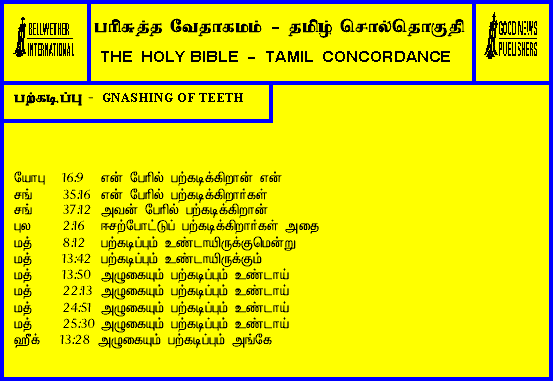 BELLWETHER
INTERNATIONAL
பரிசுத்த வேதாகமம் - தமிழ் சொல்தொகுதி
THE HOLY BIBLE - TAMIL CONCORDANCE
GOOD NEWS
PUBLISHERS
பற்கடிப்பு - GNASHING OF TEETH
யோபு 16:9 என் பேரில் பற்கடிக்கிறான் என்
சங் 35:16 என் பேரில் பற்கடிக்கிறார்கள்
சங் 37:12 அவன் பேரில் பற்கடிக்கிறான்
புல 2:16 ஈசற்போட்டுப் பற்கடிக்கிறார்கள் அதை
மத் 8:12 பற்கடிப்பும் உண்டாயிருக்குமென்று
மத் 13:42 பற்கடிப்பும் உண்டாயிருக்கும்
மத் 13:50 அழுகையும் பற்கடிப்பும் உண்டாய்
மத் 22:13 அழுகையும் பற்கடிப்பும் உண்டாய்
மத் 24:51 அழுகையும் பற்கடிப்பும் உண்டாய்
மத் 25:30 அழுகையும் பற்கடிப்பும் உண்டாய்
லூக் 13:28 அழுகையும் பற்கடிப்பும் அங்கே